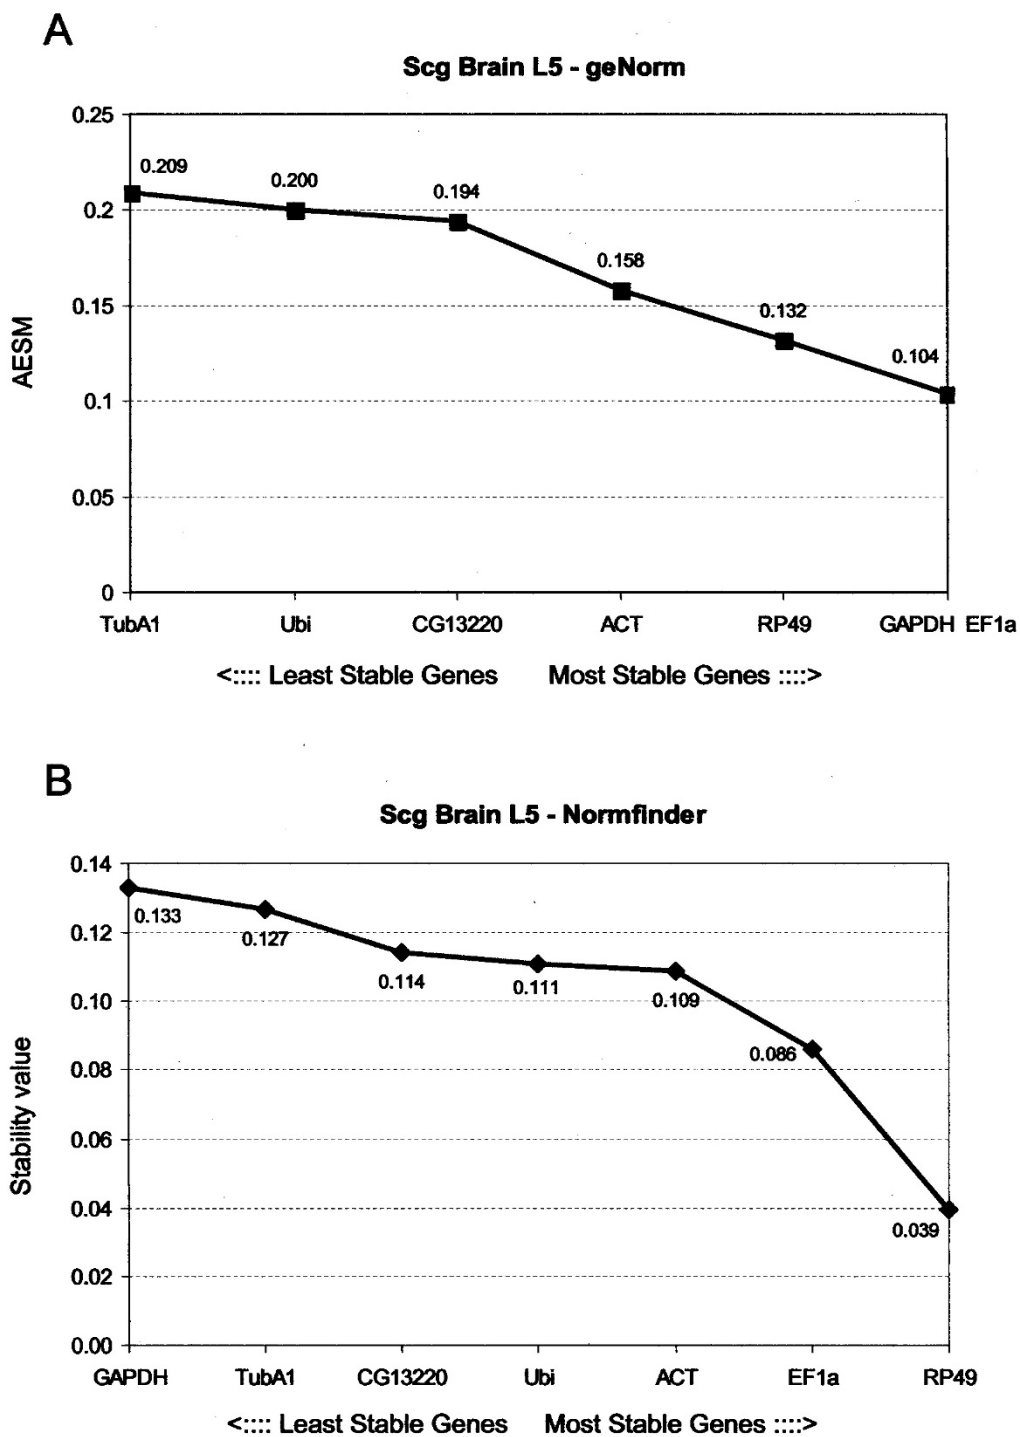 A
Scg Brain L5 - geNorm
0.25
0.2
0.15
0.1
0.05
0
AESM
0.209
0.200
0.194
0.158
0.132
0.104
TubA1 Ubi CG13220 ACT RP49 GAPDH EF1a
<:::: Least Stable Genes Most Stable Genes ::::>
B
Scg Brain L5 - Normfinder
0.14
0.12
0.10
0.08
0.06
0.04
0.02
0.00
Stability value
0.133
0.127
0.114
0.111
0.109
0.086
0.039
GAPDH TubA1 CG13220 Ubi ACT EF1a RP49
<:::: Least Stable Genes Most Stable Genes ::::>